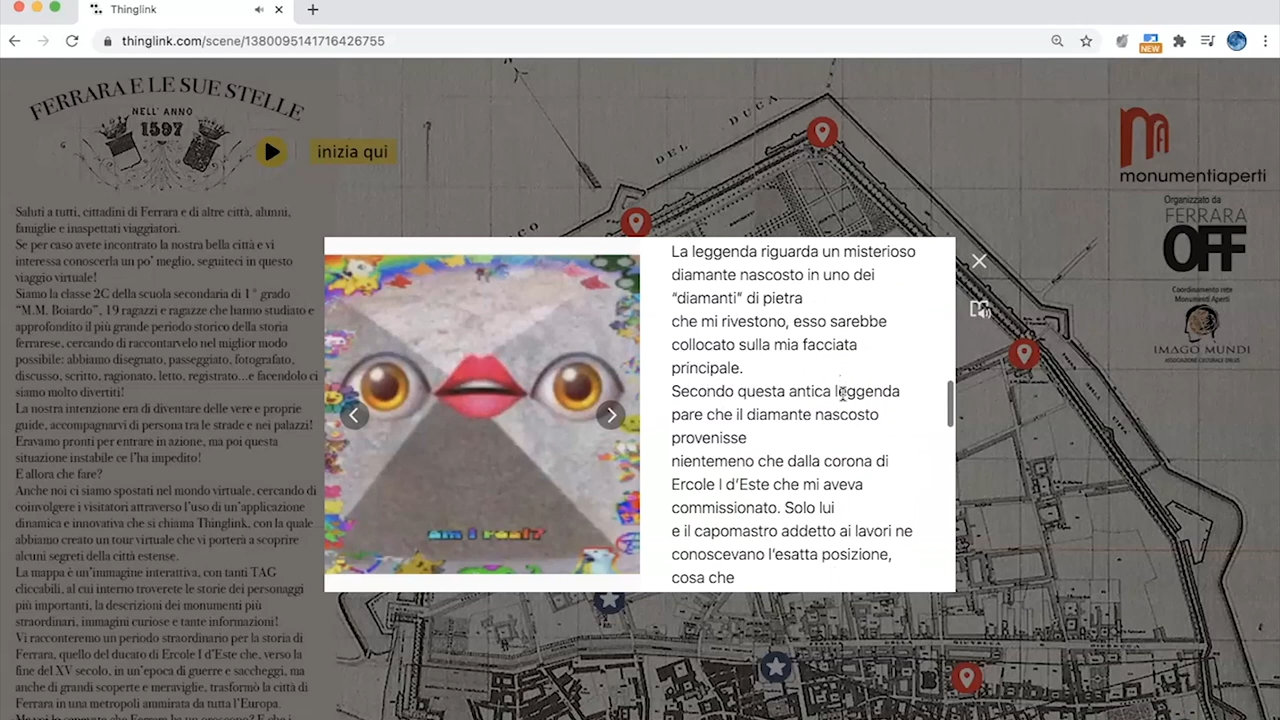 Thinglink
thinglink.com/scene/1380095141716426755
NEW
FERRARA E LE SUE STELLE
NELL' ANNO
1597
inizia qui
Saluti a tutti, cittadini di Ferrara e di altre città, alunni,
famiglie e inaspettati viaggiatori.
Se per caso avete incontrato la nostra bella città e vi
interessa conoscerla un po' meglio, seguiteci in questo
viaggio virtuale!
Siamo la classe 2C della scuola secondaria di 1° grado
“M.M. Boiardo”, 19 ragazzi e ragazze che hanno studiato e
approfondito il più grande periodo storico della storia
ferrarese, cercando di raccontarvelo nel miglior modo
possibile: abbiamo disegnato, passeggiato, fotografato,
discusso, scritto, ragionato, letto, registrato...e facendolo ci
siamo molto divertiti!
La nostra intenzione era di diventare delle vere e proprie
guide, accompagnarvi di persona tra le strade e nei palazzi!
Eravamo pronti per entrare in azione, ma poi questa
situazione instabile ce l'ha impedito!
E allora che fare?
Anche noi ci siamo spostati nel mondo virtuale, cercando di
coinvolgere i visitatori attraverso l'uso di un'applicazione
dinamica e innovativa che si chiama Thinglink, con la quale
abbiamo creato un tour virtuale che vi porterà a scoprire
alcuni segreti della città estense.
La mappa è un'immagine interattiva, con tanti TAG
cliccabili, al cui interno troverete le storie dei personaggi
più importanti, la descrizioni dei monumenti più
straordinari, immagini curiose e tante informazioni!
Vi racconteremo un periodo straordinario per la storia di
Ferrara, quello del ducato di Ercole I d'Este che, verso la
fine del XV secolo, in un'epoca di guerre e saccheggi, ma
anche di grandi scoperte e meraviglie, trasformò la città di
Ferrara in una metropoli ammirata da tutta l'Europa.
DEL DUCA
CO
am i real?
La leggenda riguarda un misterioso
diamante nascosto in uno dei
“diamanti” di pietra
che mi rivestono, esso sarebbe
collocato sulla mia facciata
principale.
Secondo questa antica leggenda
pare che il diamante nascosto
provenisse
nientemeno che dalla corona di
Ercole I d’Este che mi aveva
commissionato. Solo lui
e il capomastro addetto ai lavori ne
conoscevano l’esatta posizione,
cosa che
monumentiaperti
Organizzato da
FERRARA
OFF
Coordinamento rete
Monumenti Aperti
IMAGO MUNDI